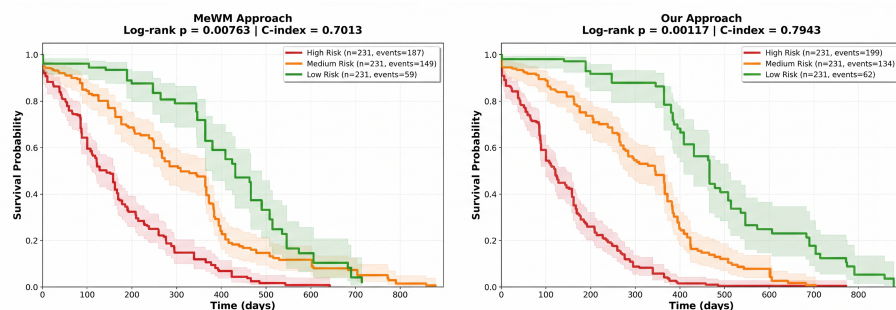 MeWM Approach
Log-rank p = 0.00763 | C-index = 0.7013
High Risk (n=231, events=187)
Medium Risk (n=231, events=149)
Low Risk (n=231, events=59)
Survival Probability
1.0
0.8
0.6
0.4
0.2
0.0
0 100 200 300 400 500 600 700 800
Time (days)
Our Approach
Log-rank p = 0.00117 | C-index = 0.7943
High Risk (n=231, events=199)
Medium Risk (n=231, events=134)
Low Risk (n=231, events=62)
Survival Probability
1.0
0.8
0.6
0.4
0.2
0.0
0 100 200 300 400 500 600 700 800
Time (days)